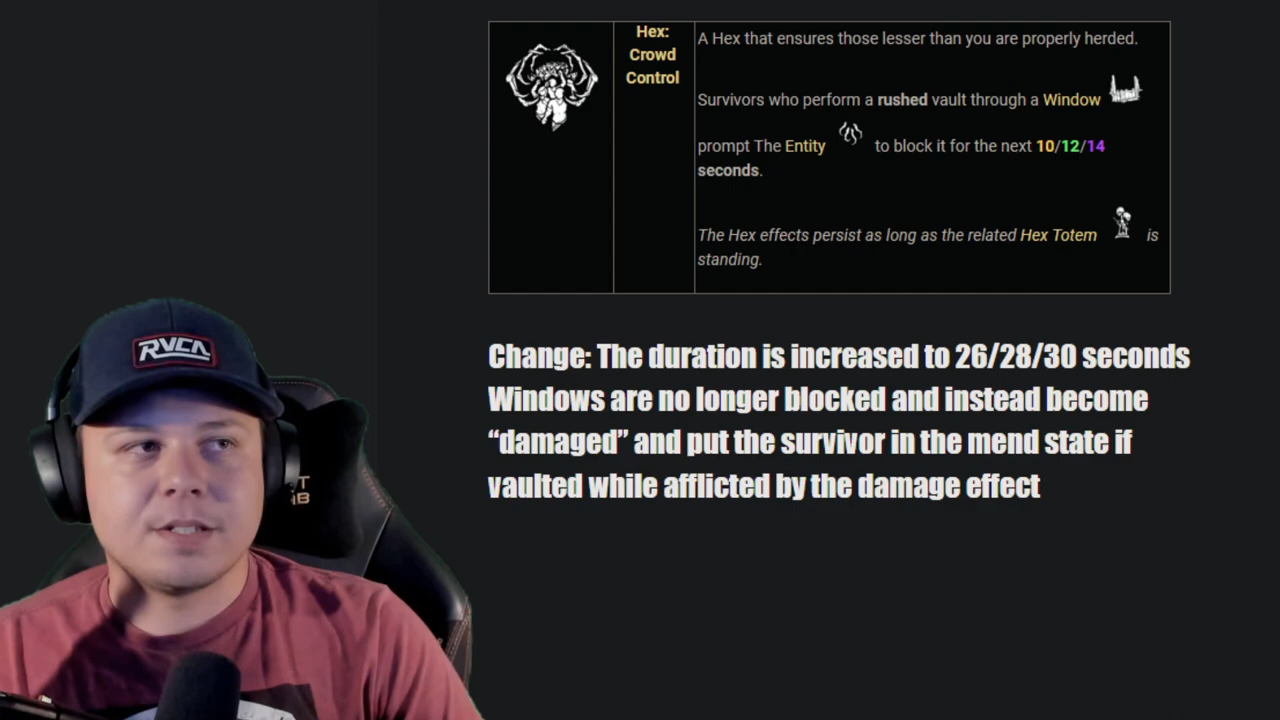 Hex:
Crowd
Control
A Hex that ensures those lesser than you are properly herded.
Survivors who perform a rushed vault through a Window
prompt The Entity to block it for the next 10/12/14
seconds.
The Hex effects persist as long as the related Hex Totem is
standing.
Change: The duration is increased to 26/28/30 seconds
Windows are no longer blocked and instead become
“damaged” and put the survivor in the mend state if
vaulted while afflicted by the damage effect
RVCA